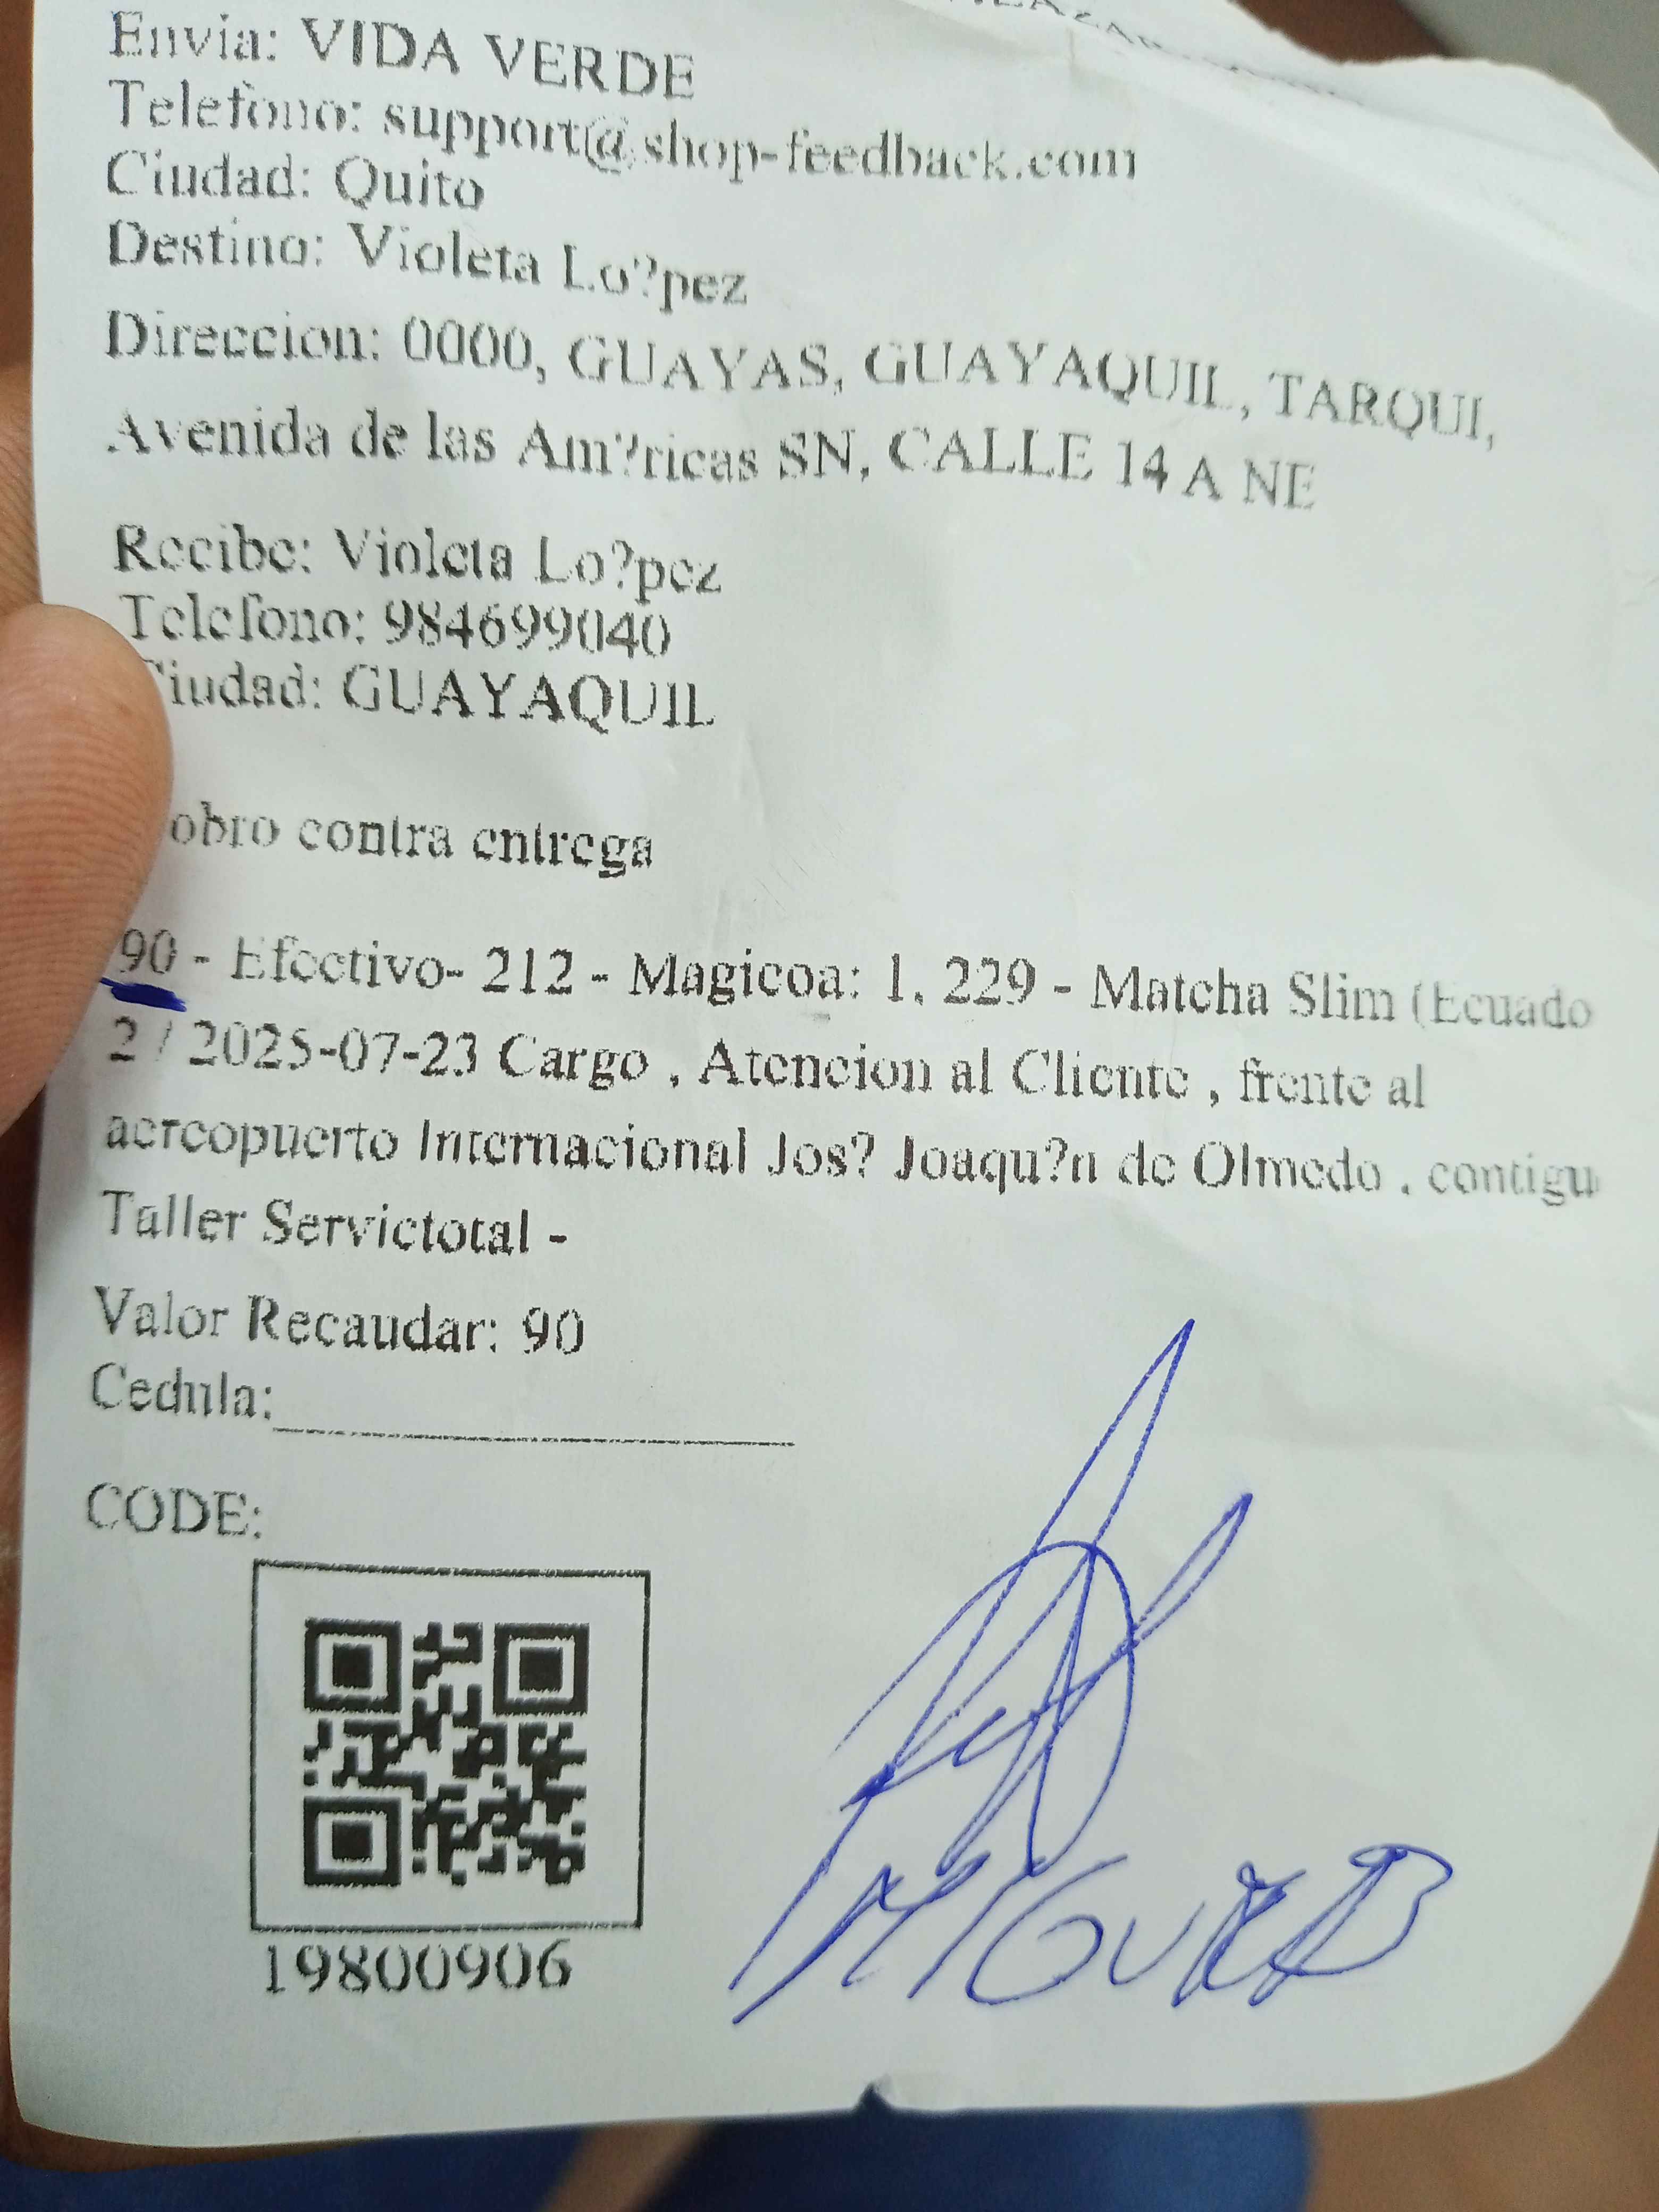 Envia: VIDA VERDE
Telefono: support@shop-feedback.com
Ciudad: Quito
Destino: Violeta Lo?pez
Direccion: 0000, GUAYAS, GUAYAQUIL, TARQUI,
Avenida de las Am?ricas SN, CALLE 14 A NE
Recibe: Violeta Lo?pez
Telefono: 984699040
iudad: GUAYAQUIL
obro contra entrega
90 - Efectivo- 212 - Magicoa: 1, 229 - Matcha Slim (Ecuado
2 / 2025-07-23 Cargo , Atencion al Cliente , frente al
aereopuerto Internacional Jos? Joaqu?n de Olmedo , contigu
Taller Servictotal -
Valor Recaudar: 90
Cedula:
CODE:
19800906